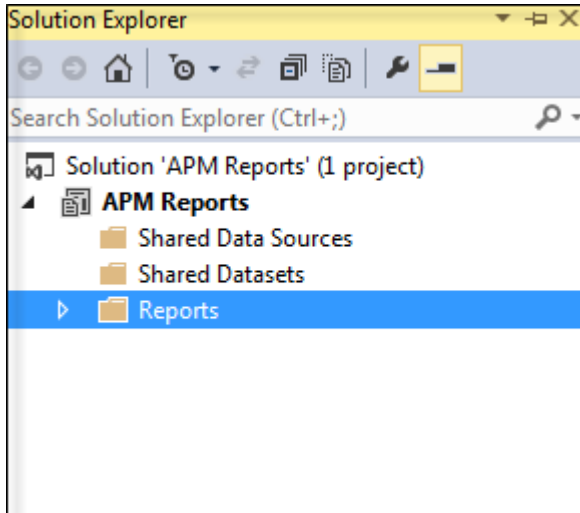 Solution Explorer
Search Solution Explorer (Ctrl+;)
Solution 'APM Reports' (1 project)
APM Reports
Shared Data Sources
Shared Datasets
Reports